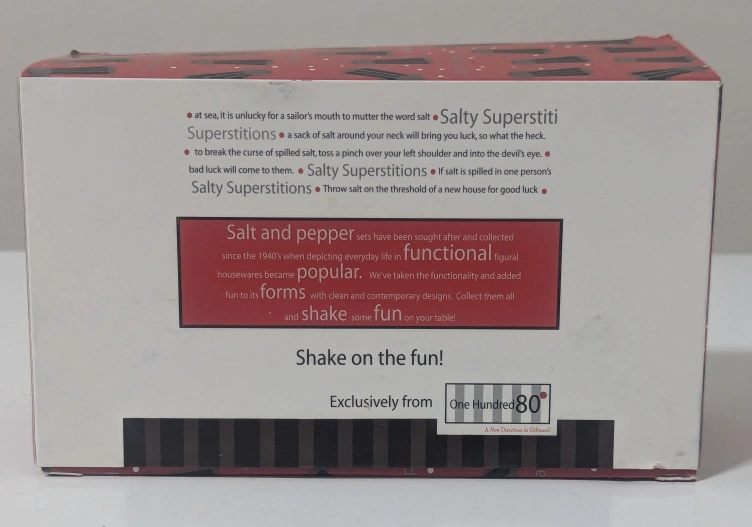 • at sea, it is unlucky for a sailor's mouth to mutter the word salt • Salty Superstiti
Superstitions • a sack of salt around your neck will bring you luck, so what the heck.
• to break the curse of spilled salt, toss a pinch over your left shoulder and into the devil's eye. •
bad luck will come to them. • Salty Superstitions • If salt is spilled in one person's
Salty Superstitions • Throw salt on the threshold of a new house for good luck •
Salt and pepper sets have been sought after and collected
since the 1940's when depicting everyday life in functional figural
housewares became popular. We've taken the functionality and added
fun to its forms with clean and contemporary designs. Collect them all
and shake some fun on your table!
Shake on the fun!
Exclusively from One Hundred 80°
A New Direction in Giftware!